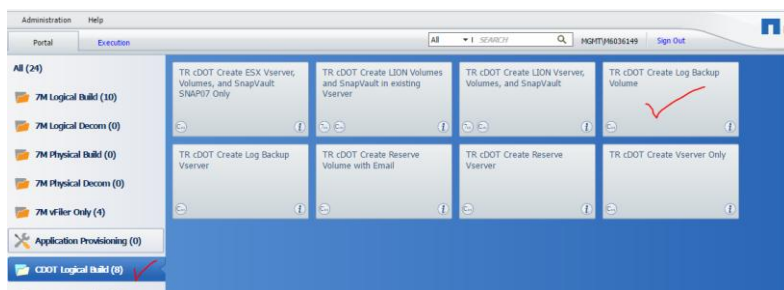 Administration Help
Portal Execution
All SEARCH MGMT\M6036149 Sign Out
All (24)
7M Logical Build (10)
7M Logical Decom (0)
7M Physical Build (0)
7M Physical Decom (0)
7M vFiler Only (4)
Application Provisioning (0)
CDOT Logical Build (8)
TR cDOT Create ESX Vserver,
Volumes, and SnapVault
SNAP07 Only
TR cDOT Create LION Volumes
and SnapVault in existing
Vserver
TR cDOT Create LION Vserver,
Volumes, and SnapVault
TR cDOT Create Log Backup
Volume
TR cDOT Create Log Backup
Vserver
TR cDOT Create Reserve
Volume with Email
TR cDOT Create Reserve
Vserver
TR cDOT Create Vserver Only